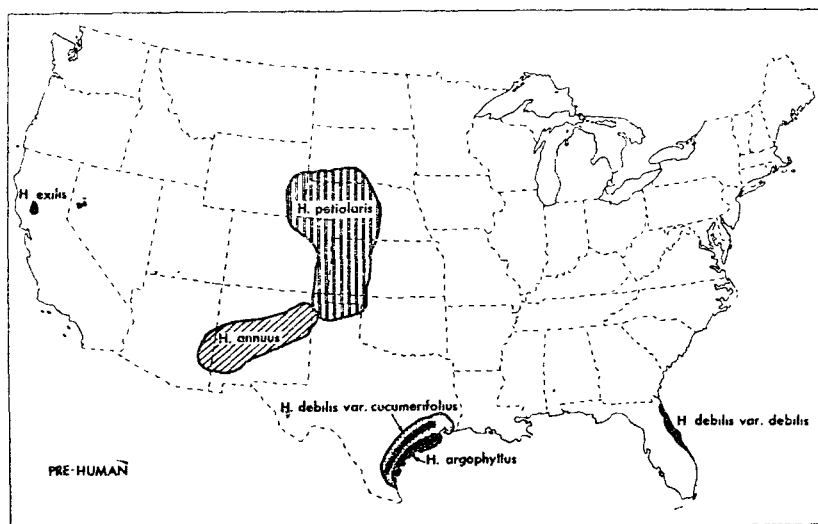 H. exilis
H. petiolaris
H. annuus
H. debilis var. cucumerifolius
H debilis var. debilis
H. argophyllus
PRE-HUMAN